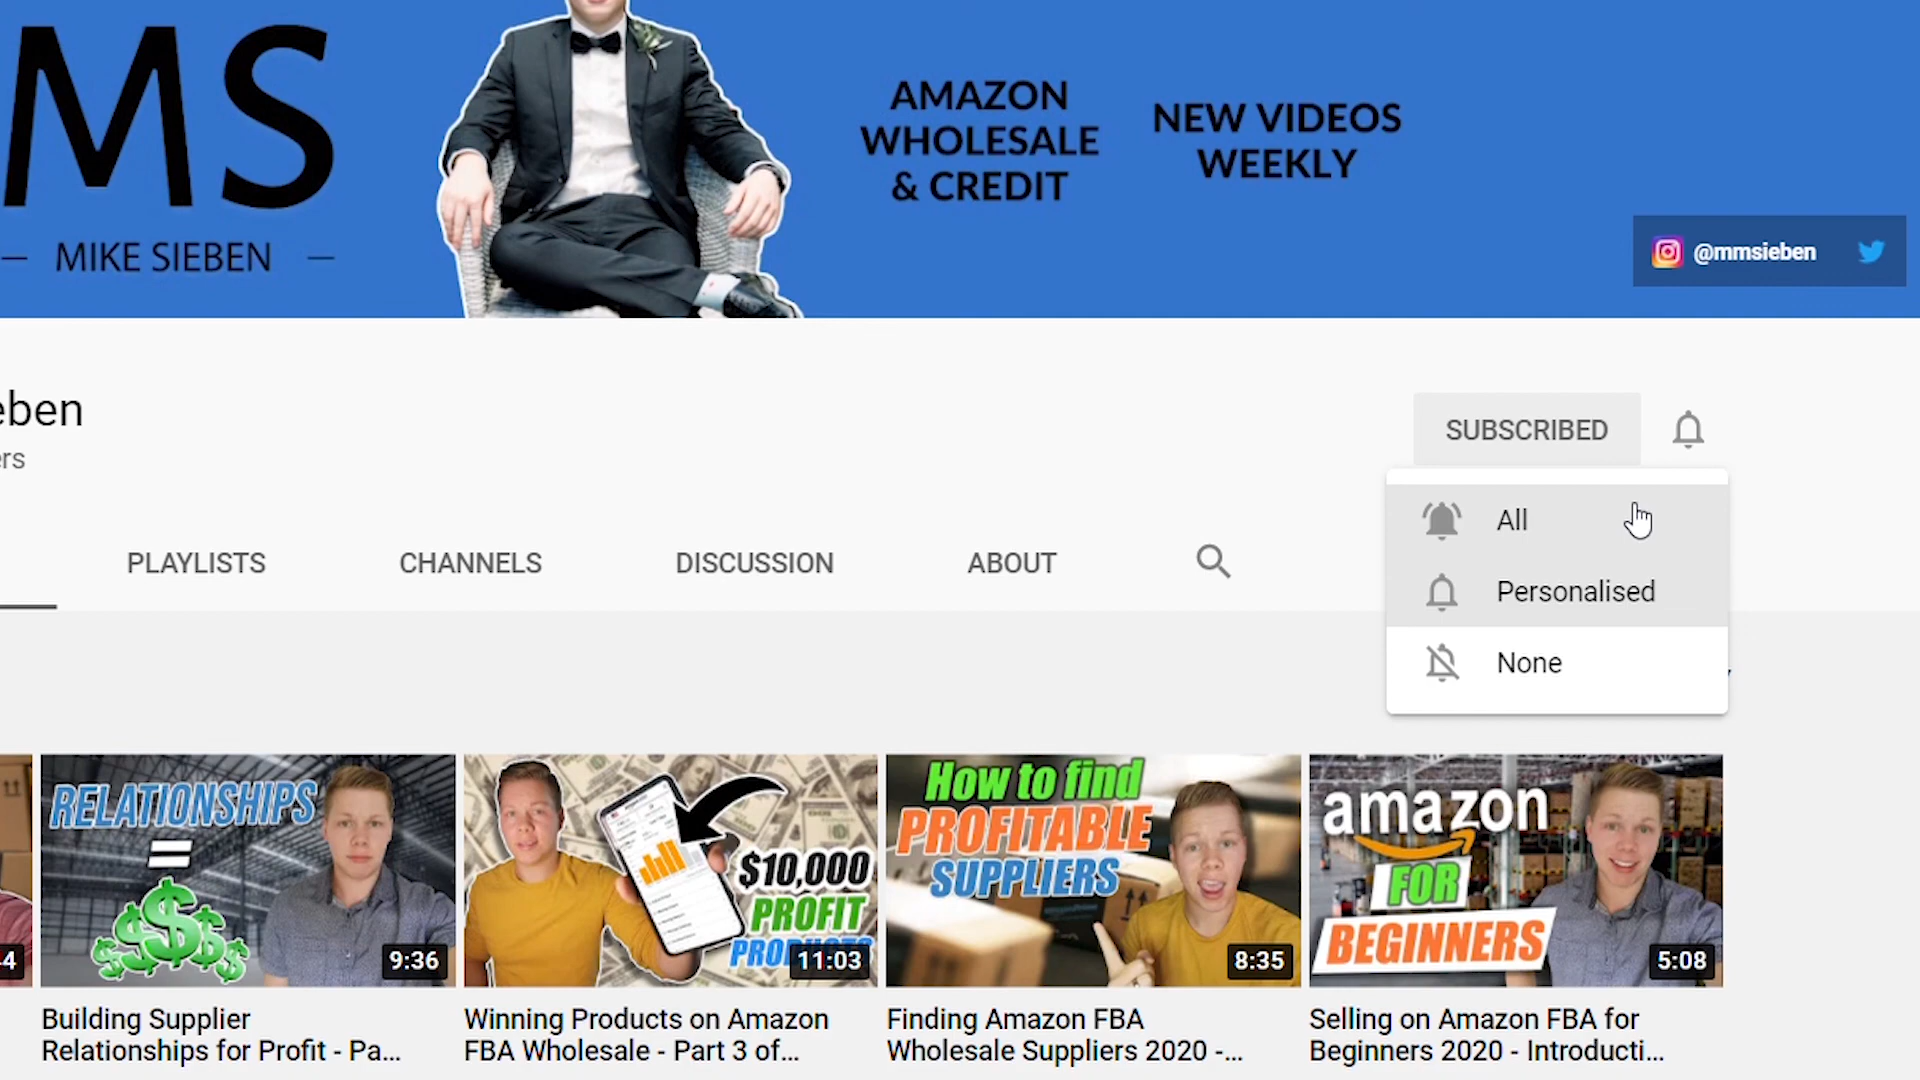 MS
MIKE SIEBEN
AMAZON
WHOLESALE
& CREDIT
NEW VIDEOS
WEEKLY
@mmsieben
eben
ers
SUBSCRIBED
All
Personalised
None
PLAYLISTS
CHANNELS
DISCUSSION
ABOUT
4
RELATIONSHIPS
=
$
9:36
Building Supplier
Relationships for Profit - Pa...
$10,000
PROFIT
PRODUCTS
11:03
Winning Products on Amazon
FBA Wholesale - Part 3 of...
How to find
PROFITABLE
SUPPLIERS
8:35
Finding Amazon FBA
Wholesale Suppliers 2020 -...
amazon
FOR
BEGINNERS
5:08
Selling on Amazon FBA for
Beginners 2020 - Introducti...